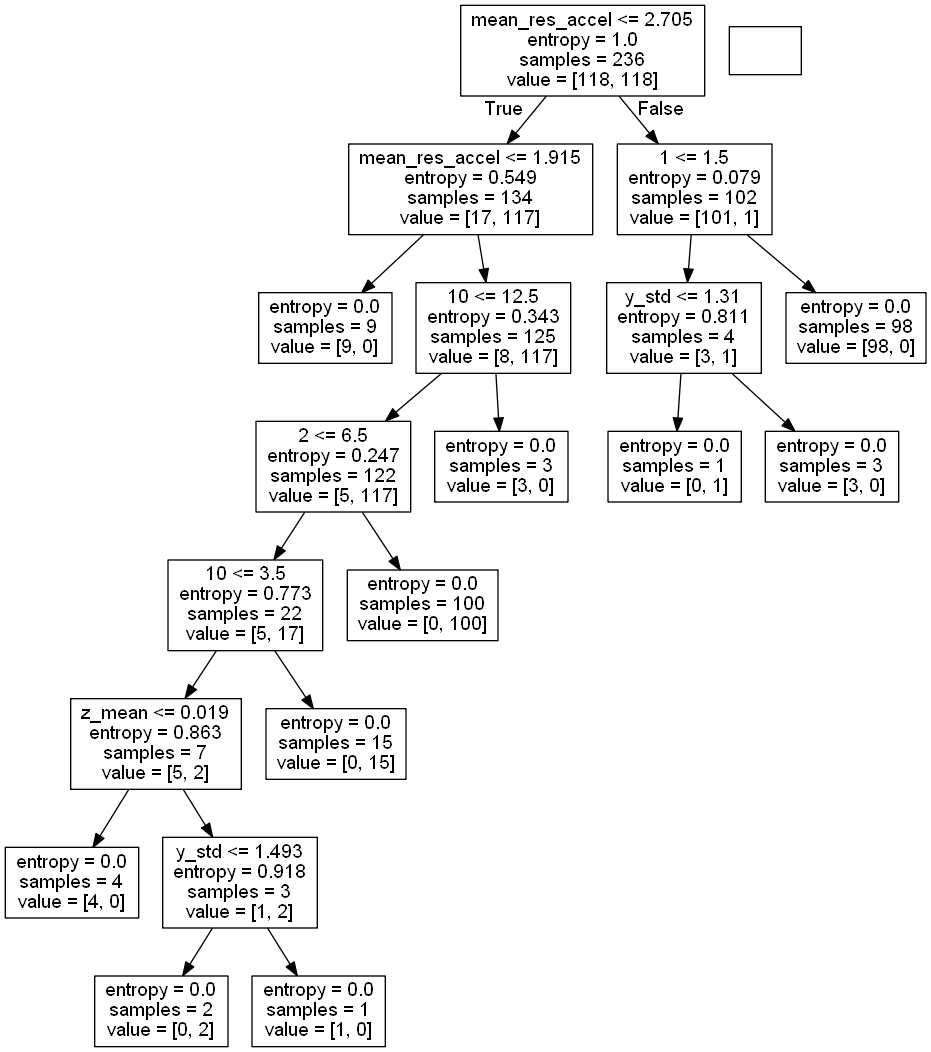 mean_res_accel <= 2.705
entropy = 1.0
samples = 236
value = [118, 118]
True
False
mean_res_accel <= 1.915
entropy = 0.549
samples = 134
value = [17, 117]
1 <= 1.5
entropy = 0.079
samples = 102
value = [101, 1]
entropy = 0.0
samples = 9
value = [9, 0]
10 <= 12.5
entropy = 0.343
samples = 125
value = [8, 117]
y_std <= 1.31
entropy = 0.811
samples = 4
value = [3, 1]
entropy = 0.0
samples = 98
value = [98, 0]
2 <= 6.5
entropy = 0.247
samples = 122
value = [5, 117]
entropy = 0.0
samples = 3
value = [3, 0]
entropy = 0.0
samples = 1
value = [0, 1]
entropy = 0.0
samples = 3
value = [3, 0]
10 <= 3.5
entropy = 0.773
samples = 22
value = [5, 17]
entropy = 0.0
samples = 100
value = [0, 100]
z_mean <= 0.019
entropy = 0.863
samples = 7
value = [5, 2]
entropy = 0.0
samples = 15
value = [0, 15]
entropy = 0.0
samples = 4
value = [4, 0]
y_std <= 1.493
entropy = 0.918
samples = 3
value = [1, 2]
entropy = 0.0
samples = 2
value = [0, 2]
entropy = 0.0
samples = 1
value = [1, 0]